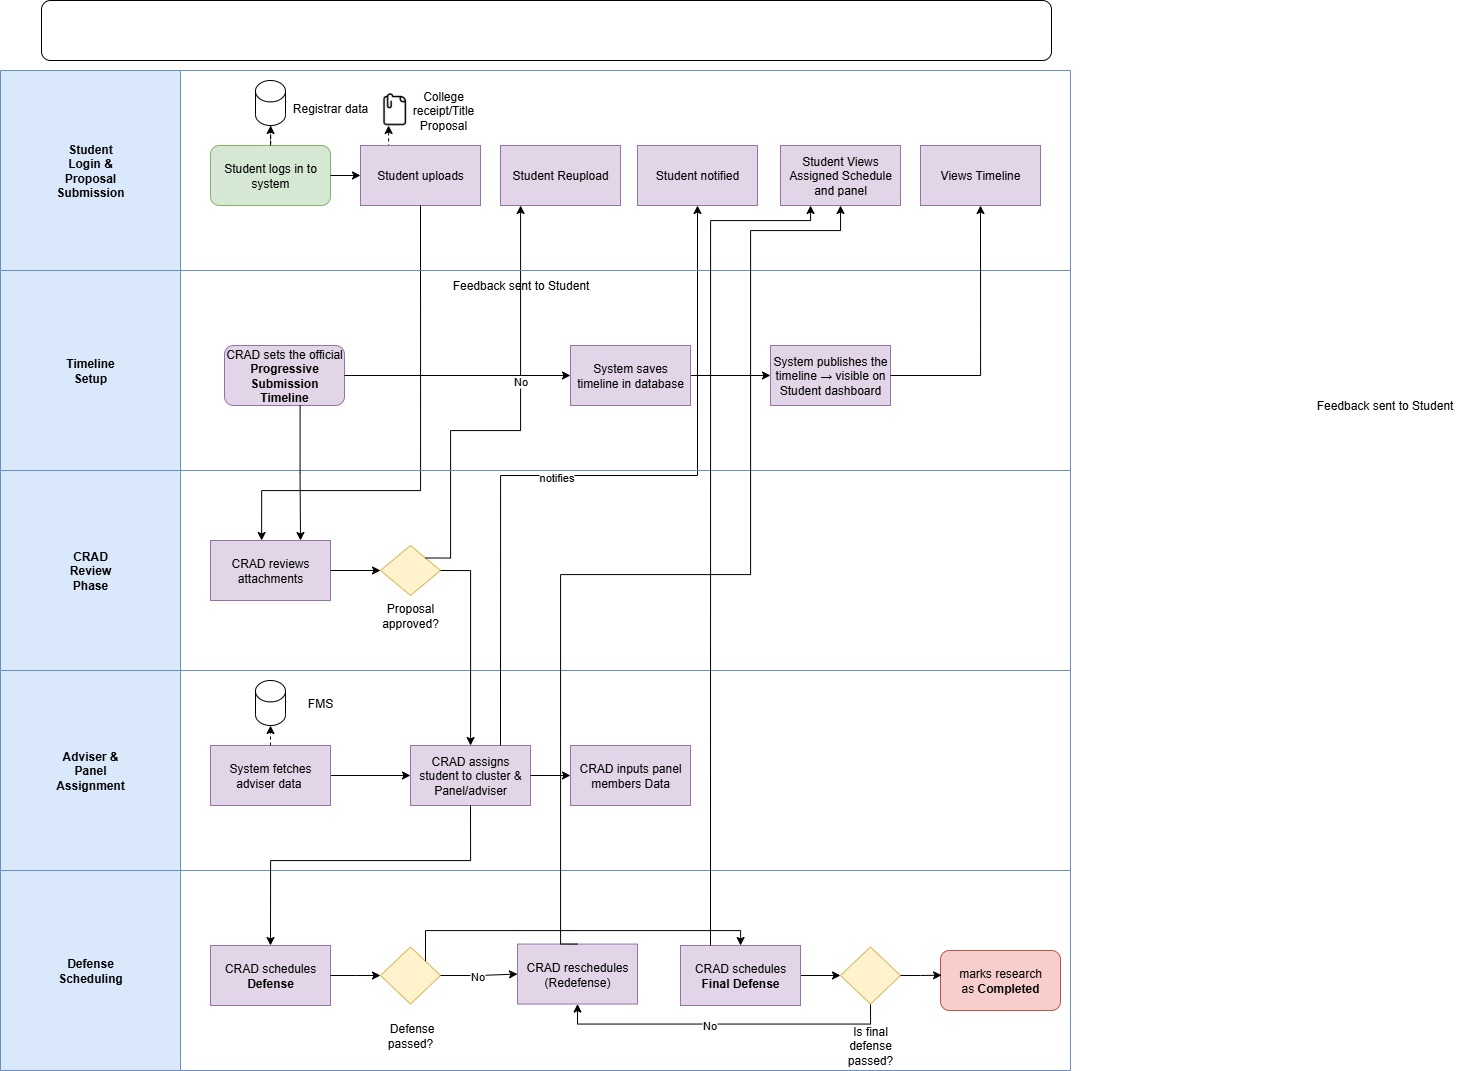 Student
Login &
Proposal
Submission
Registrar data
College
receipt/Title
Proposal
Student logs in to
system
Student uploads
Student Reupload
Student notified
Student Views
Assigned Schedule
and panel
Views Timeline
Timeline
Setup
Feedback sent to Student
CRAD sets the official
Progressive
Submission
Timeline
No
System saves
timeline in database
System publishes the
timeline → visible on
Student dashboard
Feedback sent to Student
CRAD
Review
Phase
notifies
CRAD reviews
attachments
Proposal
approved?
Adviser &
Panel
Assignment
FMS
System fetches
adviser data
CRAD assigns
student to cluster &
Panel/adviser
CRAD inputs panel
members Data
Defense
Scheduling
CRAD schedules
Defense
Defense
passed?
No
CRAD reschedules
(Redefense)
CRAD schedules
Final Defense
No
Is final
defense
passed?
marks research
as Completed